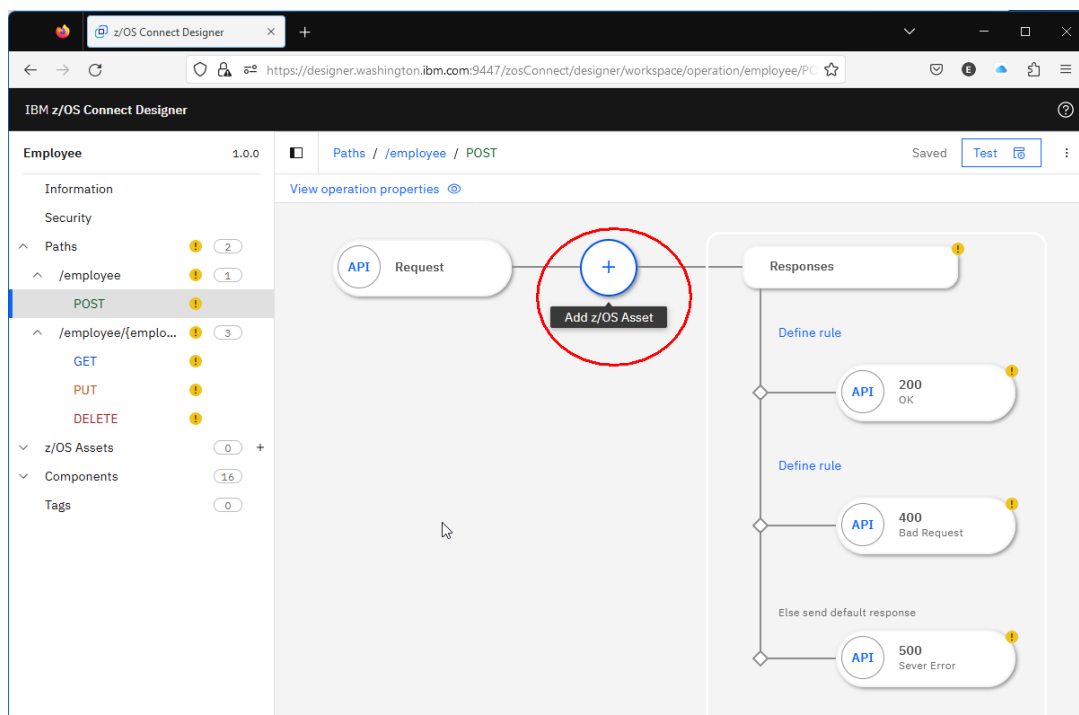 z/OS Connect Designer
https://designer.washington.ibm.com:9447/zosConnect/designer/workspace/operation/employee/PO
E
IBM z/OS Connect Designer
Employee 1.0.0
Information
Security
Paths ! 2
/employee ! 1
POST !
/employee/{emplo... ! 3
GET !
PUT !
DELETE !
z/OS Assets 0 +
Components 16
Tags 0
Paths / /employee / POST
Saved Test
View operation properties
API Request
+
Add z/OS Asset
Responses !
Define rule
API 200 !
OK
Define rule
API 400 !
Bad Request
Else send default response
API 500 !
Sever Error